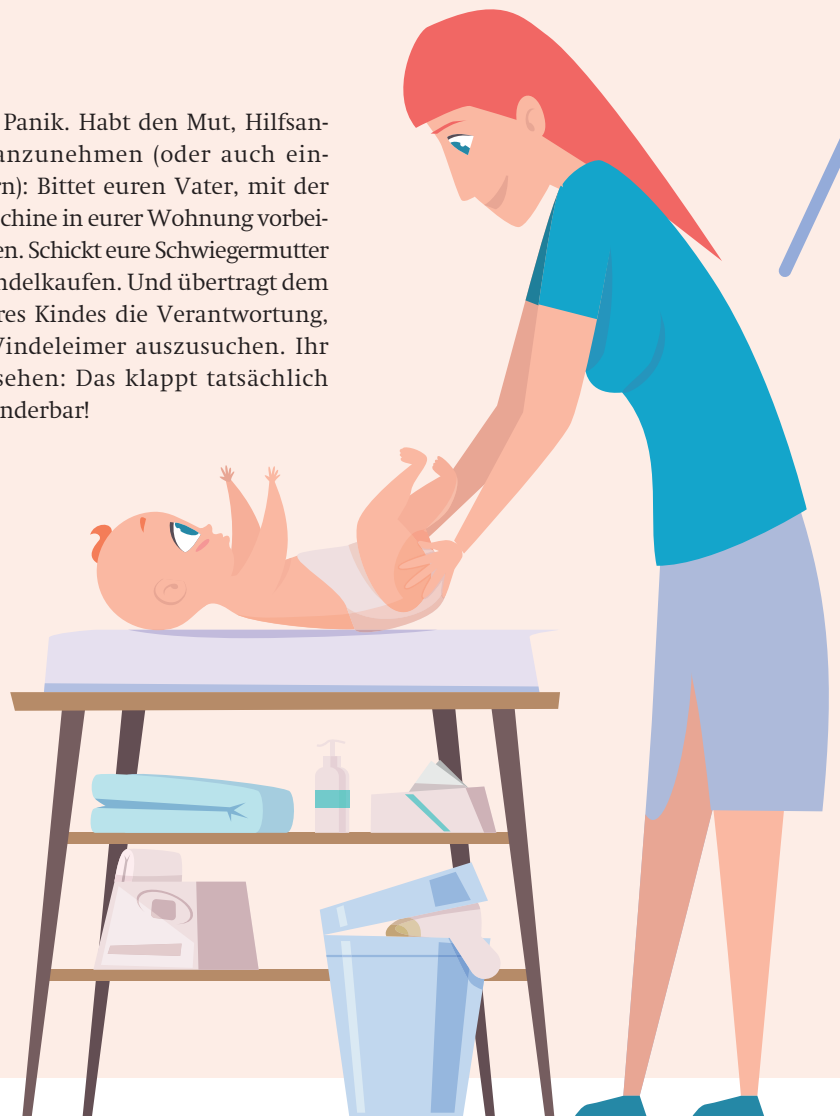 Panik. Habt den Mut, Hilfsan-
anzunehmen (oder auch ein-
rn): Bittet euren Vater, mit der
chine in eurer Wohnung vorbei-
en. Schickt eure Schwiegermutter
ndelkaufen. Und übertragt dem
res Kindes die Verantwortung,
Windeleimer auszusuchen. Ihr
sehen: Das klappt tatsächlich
nderbar!